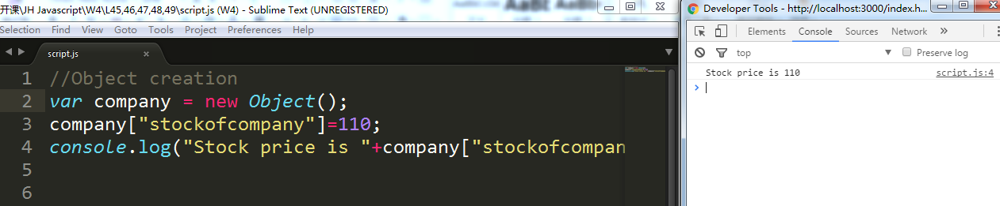 开课\JH Javascript\W4\L45,46,47,48,49\script.js (W4) - Sublime Text (UNREGISTERED)
Selection Find View Goto Tools Project Preferences Help
script.js
1 //Object creation
2 var company = new Object();
3 company["stockofcompany"]=110;
4 console.log("Stock price is "+company["stockofcompan
5
6
Developer Tools - http://localhost:3000/index.h...
Elements Console Sources Network »
top Preserve log
Stock price is 110 script.js:4